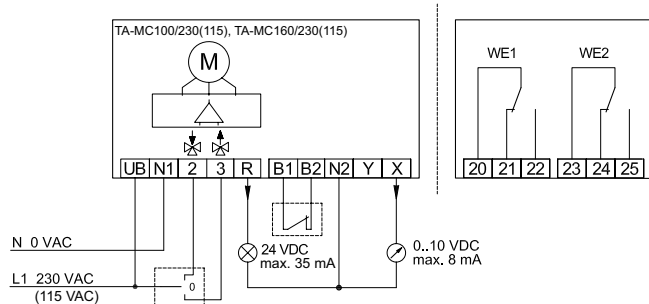 TA-MC100/230(115), TA-MC160/230(115)
WE1 WE2
M
UB N1 2 3 R B1 B2 N2 Y X
20 21 22 23 24 25
N 0 VAC
24 VDC
max. 35 mA
0..10 VDC
max. 8 mA
L1 230 VAC
(115 VAC)
0